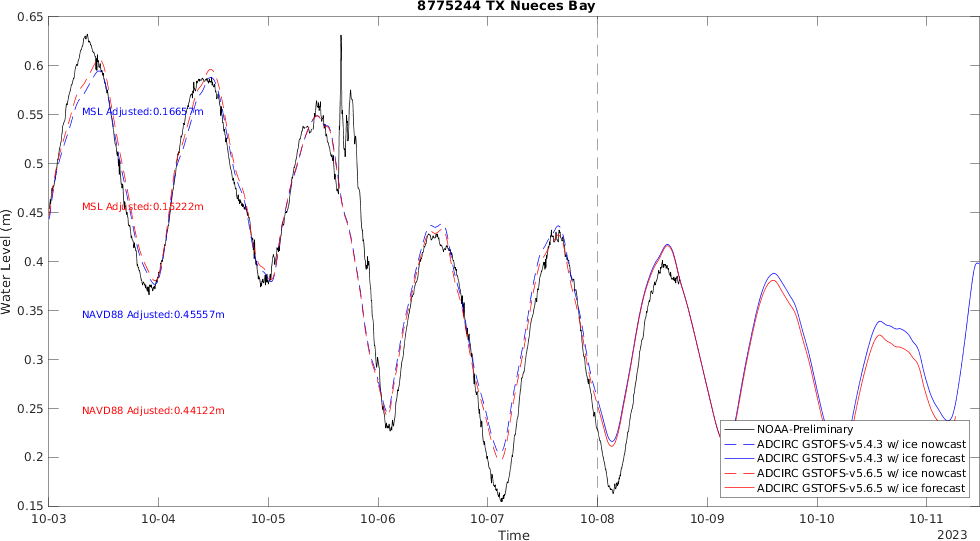 8775244 TX Nueces Bay
0.65
0.6
0.55
0.5
0.45
0.4
0.35
0.3
0.25
0.2
0.15
Water Level (m)
MSL Adjusted:0.16657m
MSL Adjusted:0.15222m
NAVD88 Adjusted:0.45557m
NAVD88 Adjusted:0.44122m
NOAA-Preliminary
ADCIRC GSTOFS-v5.4.3 w/ ice nowcast
ADCIRC GSTOFS-v5.4.3 w/ ice forecast
ADCIRC GSTOFS-v5.6.5 w/ ice nowcast
ADCIRC GSTOFS-v5.6.5 w/ ice forecast
10-03 10-04 10-05 10-06 10-07 10-08 10-09 10-10 10-11
Time
2023